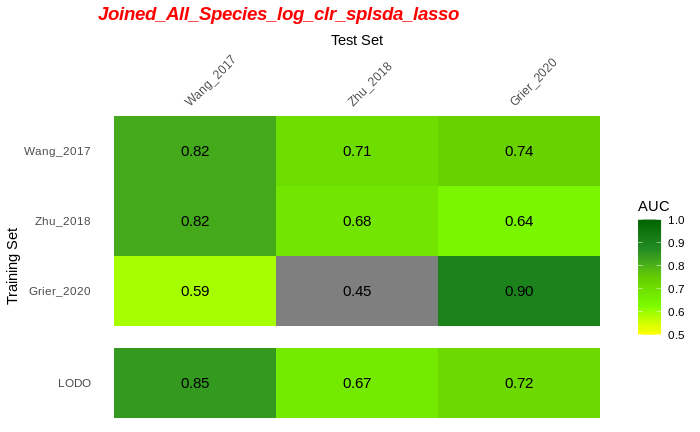 Joined_All_Species_log_clr_splsda_lasso
Test Set
Wang_2017 Zhu_2018 Grier_2020
Training Set
Wang_2017 0.82 0.71 0.74
Zhu_2018 0.82 0.68 0.64
Grier_2020 0.59 0.45 0.90
LODO 0.85 0.67 0.72
AUC
1.0
0.9
0.8
0.7
0.6
0.5